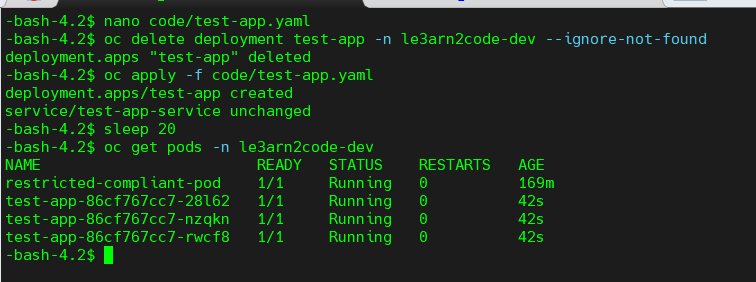 -bash-4.2$ nano code/test-app.yaml
-bash-4.2$ oc delete deployment test-app -n le3arn2code-dev --ignore-not-found
deployment.apps "test-app" deleted
-bash-4.2$ oc apply -f code/test-app.yaml
deployment.apps/test-app created
service/test-app-service unchanged
-bash-4.2$ sleep 20
-bash-4.2$ oc get pods -n le3arn2code-dev
NAME                        READY   STATUS    RESTARTS   AGE
restricted-compliant-pod    1/1     Running   0          169m
test-app-86cf767cc7-28l62   1/1     Running   0          42s
test-app-86cf767cc7-nzqkn   1/1     Running   0          42s
test-app-86cf767cc7-rwcf8   1/1     Running   0          42s
-bash-4.2$